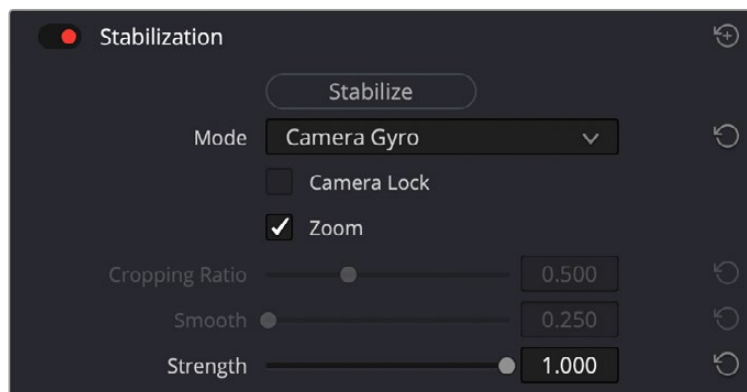 Stabilization
Stabilize
Mode Camera Gyro
Camera Lock
Zoom
Cropping Ratio 0.500
Smooth 0.250
Strength 1.000